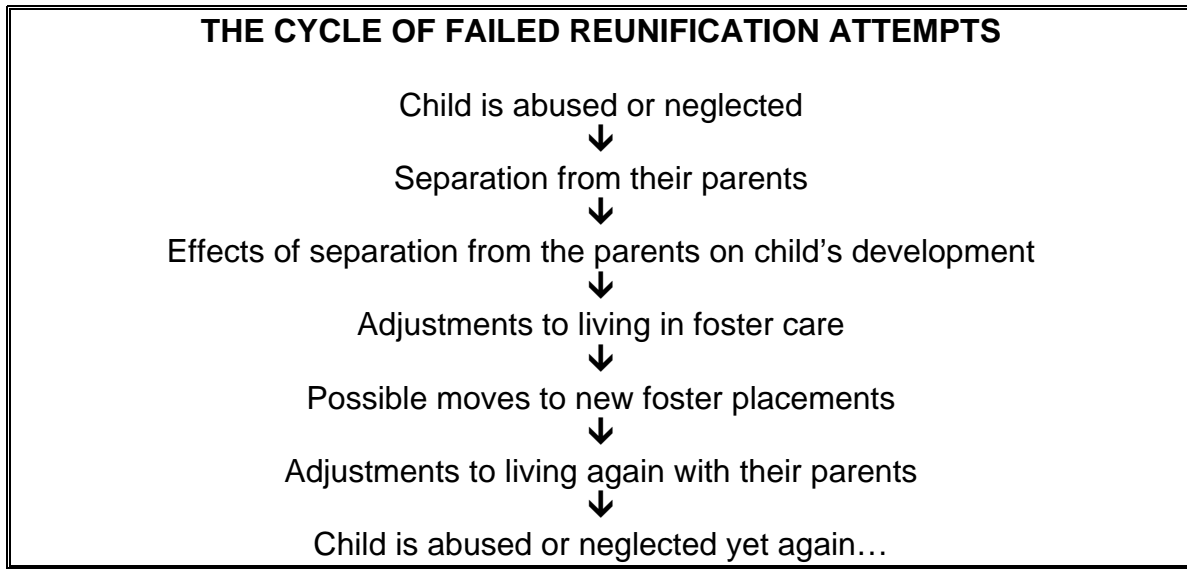 THE CYCLE OF FAILED REUNIFICATION ATTEMPTS
Child is abused or neglected
Separation from their parents
Effects of separation from the parents on child's development
Adjustments to living in foster care
Possible moves to new foster placements
Adjustments to living again with their parents
Child is abused or neglected yet again…